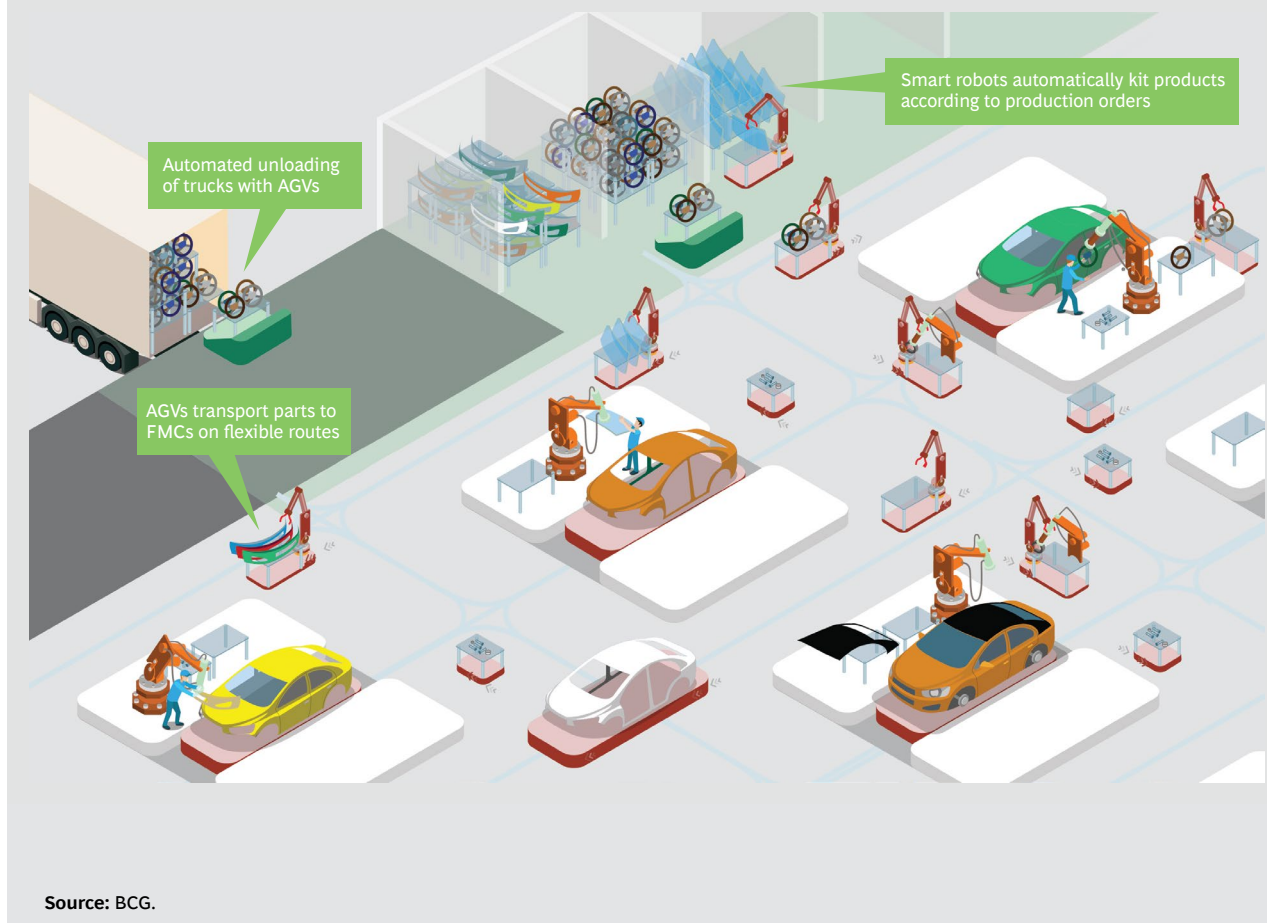 Smart robots automatically kit products
according to production orders
Automated unloading
of trucks with AGVs
AGVs transport parts to
FMCs on flexible routes
Source: BCG.